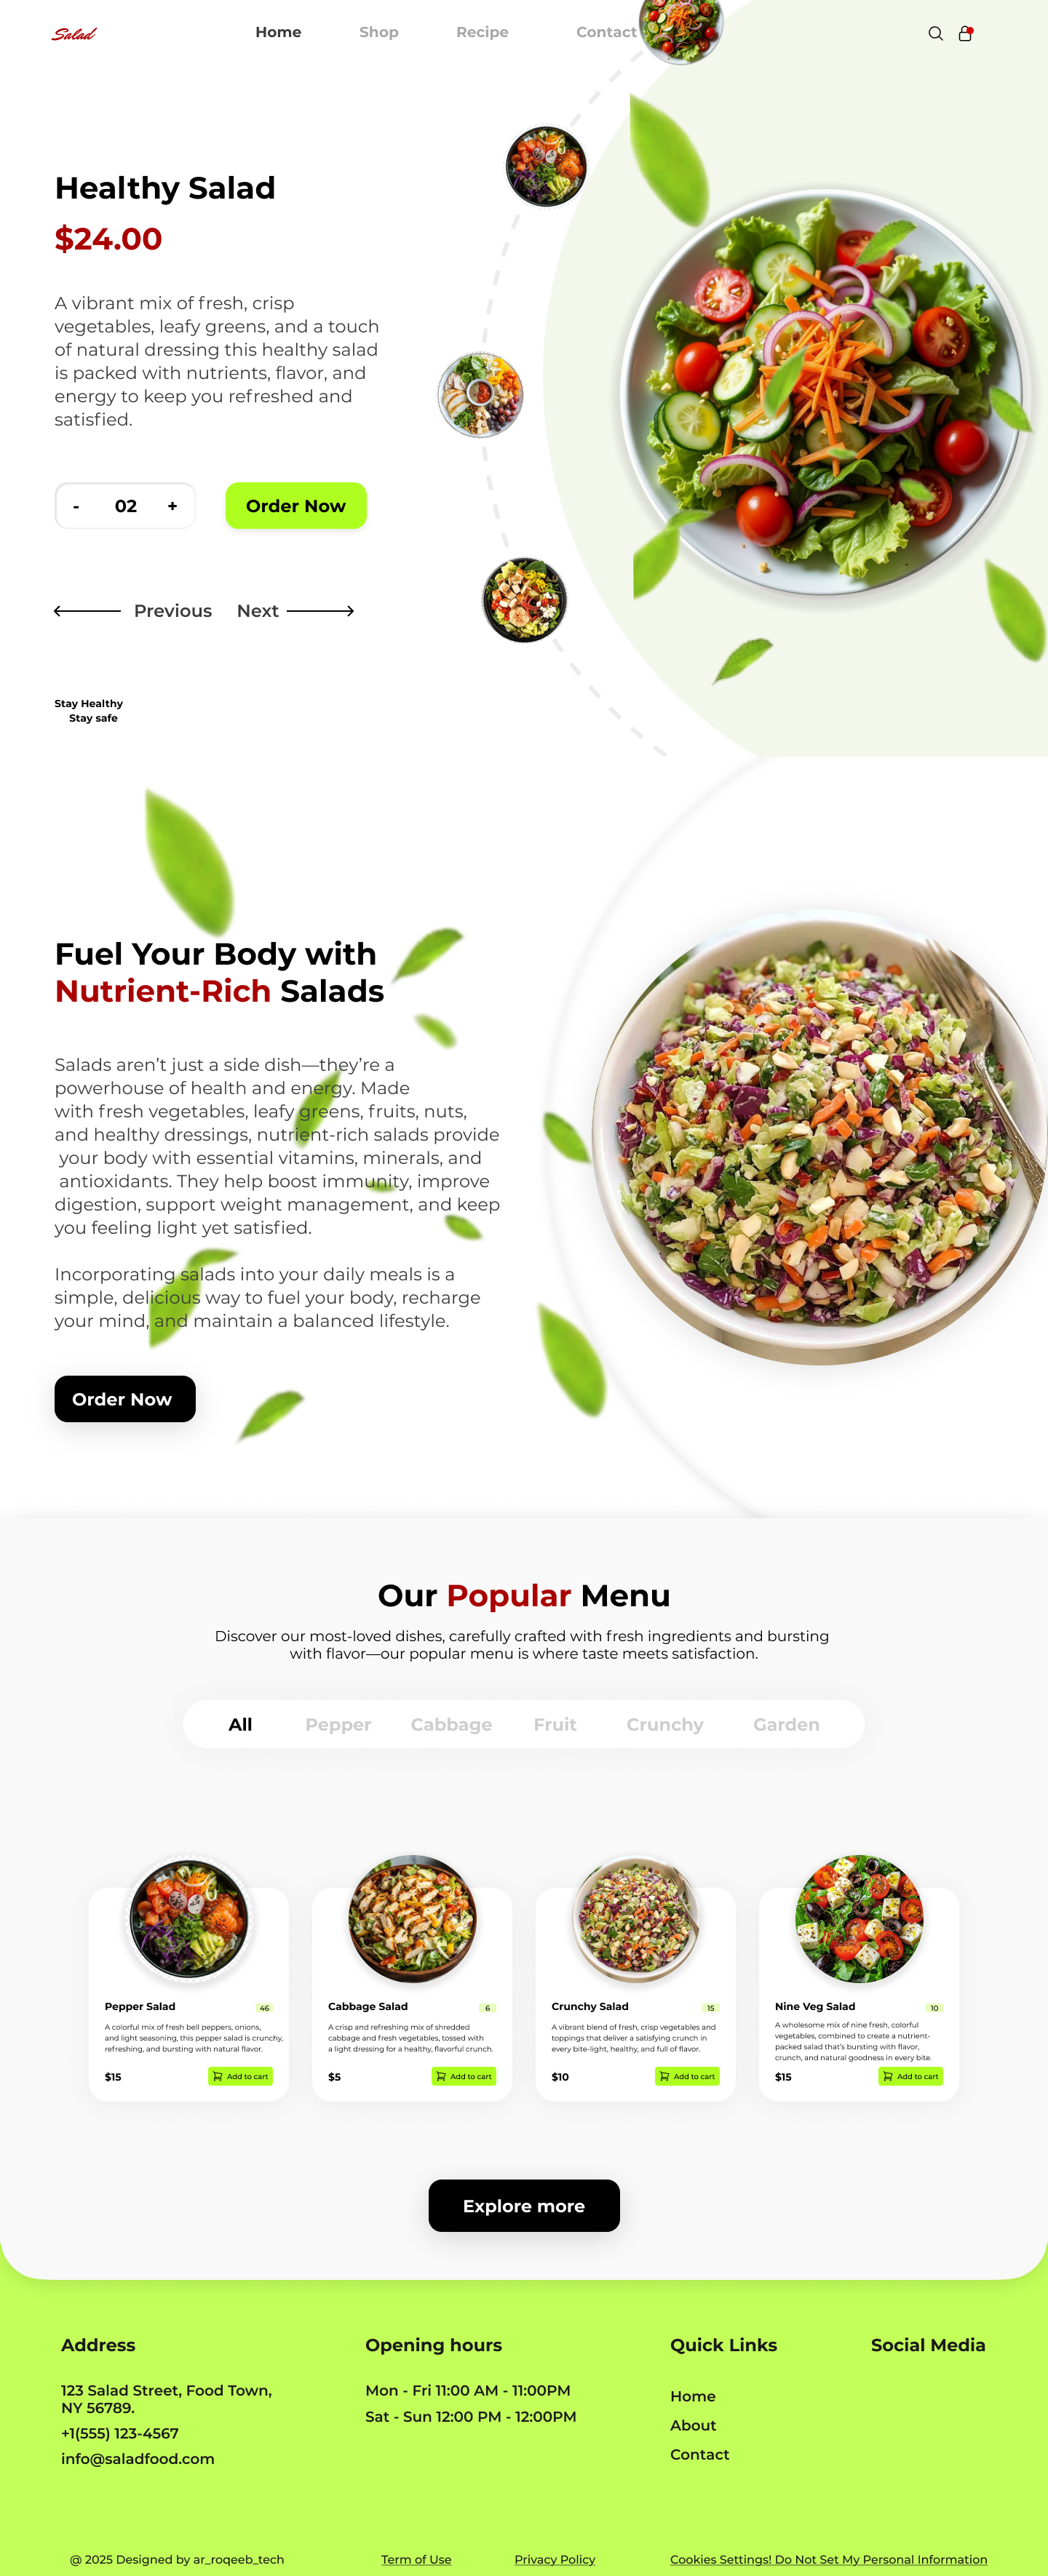 Salad
Home Shop Recipe Contact
Healthy Salad
$24.00
A vibrant mix of fresh, crisp
vegetables, leafy greens, and a touch
of natural dressing this healthy salad
is packed with nutrients, flavor, and
energy to keep you refreshed and
satisfied.
- 02 + Order Now
Previous Next
Stay Healthy
Stay safe
Fuel Your Body with
Nutrient-Rich Salads
Salads aren’t just a side dish—they’re a
powerhouse of health and energy. Made
with fresh vegetables, leafy greens, fruits, nuts,
and healthy dressings, nutrient-rich salads provide
your body with essential vitamins, minerals, and
antioxidants. They help boost immunity, improve
digestion, support weight management, and keep
you feeling light yet satisfied.
Incorporating salads into your daily meals is a
simple, delicious way to fuel your body, recharge
your mind, and maintain a balanced lifestyle.
Order Now
Our Popular Menu
Discover our most-loved dishes, carefully crafted with fresh ingredients and bursting
with flavor—our popular menu is where taste meets satisfaction.
All Pepper Cabbage Fruit Crunchy Garden
Pepper Salad 46
A colorful mix of fresh bell peppers, onions,
and light seasoning, this pepper salad is crunchy,
refreshing, and bursting with natural flavor.
$15 Add to cart
Cabbage Salad 6
A crisp and refreshing mix of shredded
cabbage and fresh vegetables, tossed with
a light dressing for a healthy, flavorful crunch.
$5 Add to cart
Crunchy Salad 15
A vibrant blend of fresh, crisp vegetables and
toppings that deliver a satisfying crunch in
every bite-light, healthy, and full of flavor.
$10 Add to cart
Nine Veg Salad 10
A wholesome mix of nine fresh, colorful
vegetables, combined to create a nutrient-
packed salad that’s bursting with flavor,
crunch, and natural goodness in every bite.
$15 Add to cart
Explore more
Address
123 Salad Street, Food Town,
NY 56789.
+1(555) 123-4567
info@saladfood.com
Opening hours
Mon - Fri 11:00 AM - 11:00PM
Sat - Sun 12:00 PM - 12:00PM
Quick Links
Home
About
Contact
Social Media
@ 2025 Designed by ar_roqeeb_tech
Term of Use
Privacy Policy
Cookies Settings! Do Not Set My Personal Information